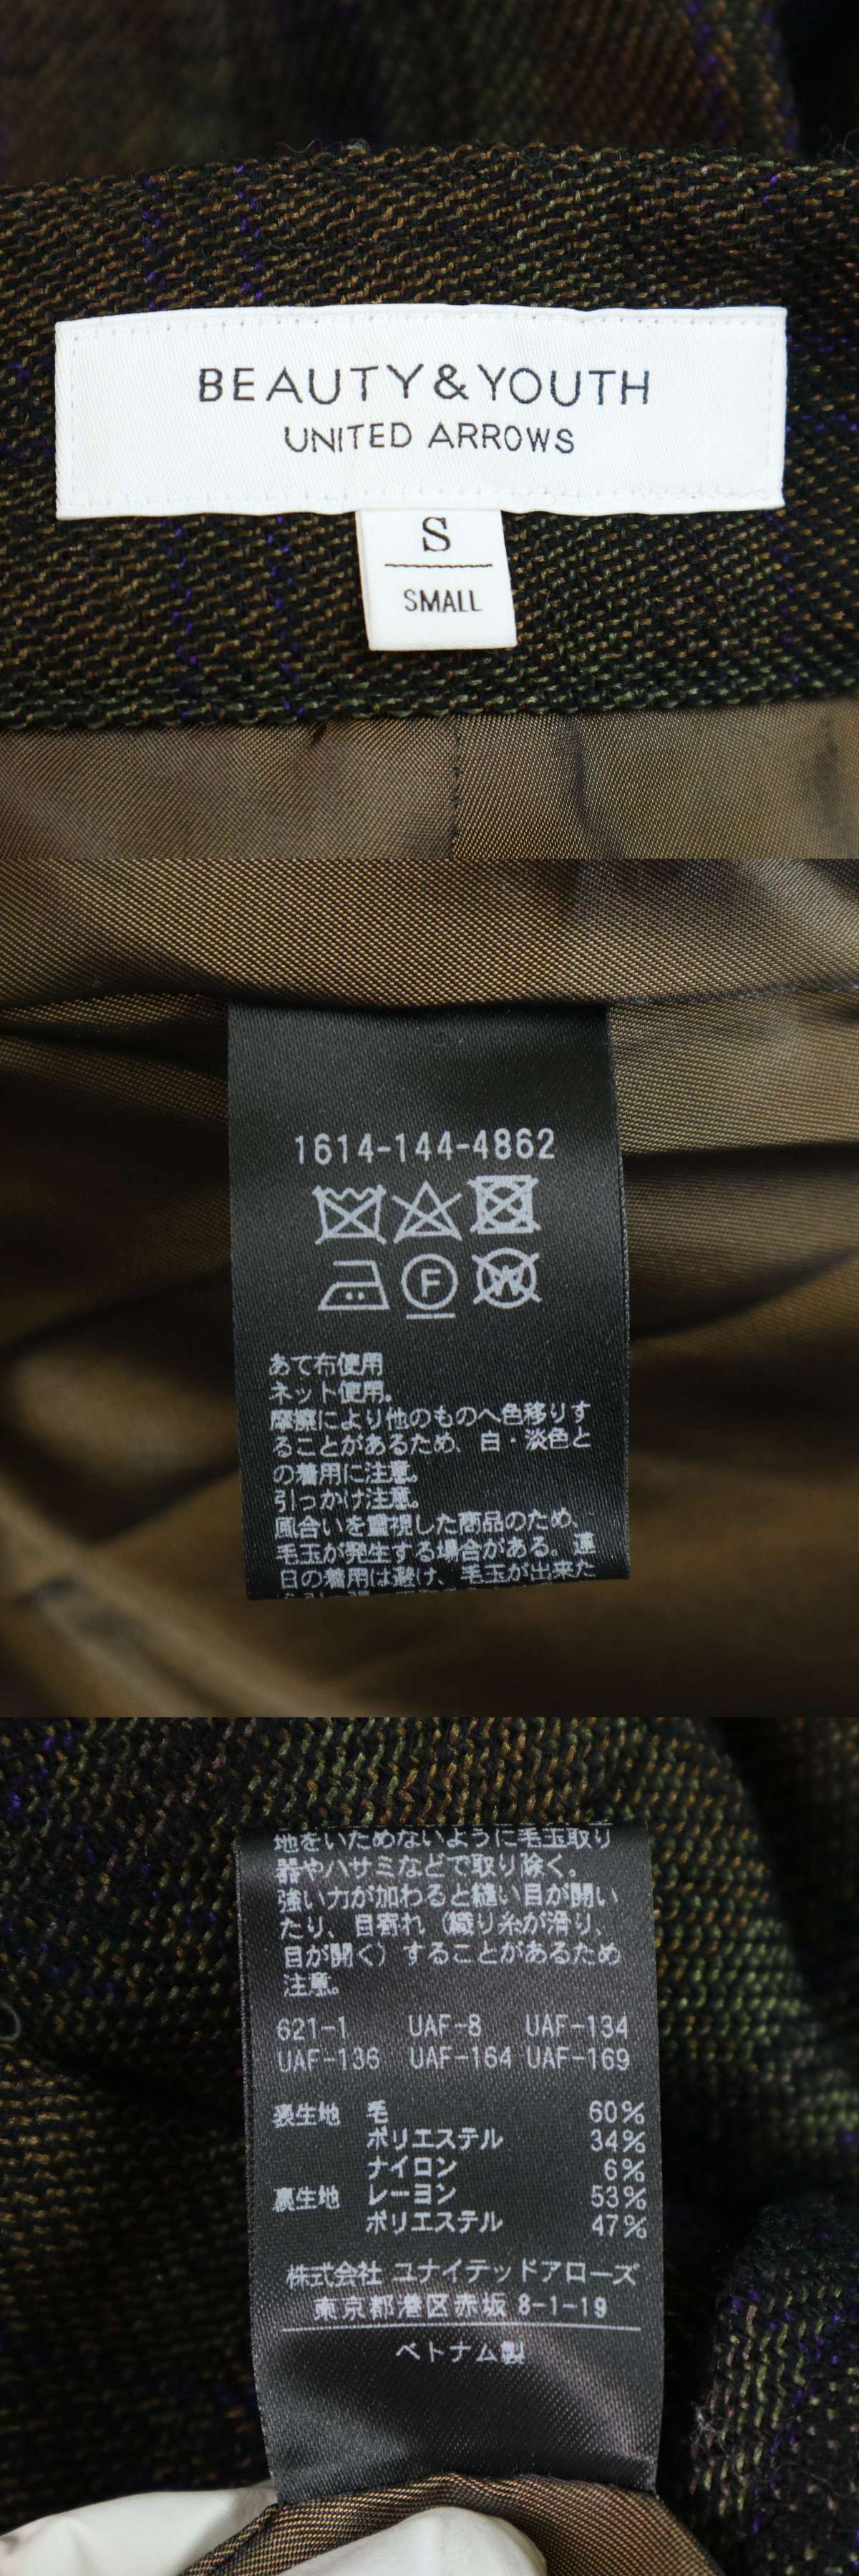 BEAUTY&YOUTH
UNITED ARROWS
S
SMALL
1614-144-4862
F
W
あて布使用
ネット使用。
摩擦により他のものへ色移りす
ることがあるため、白・淡色と
の着用に注意。
引っかけ注意。
風合いを重視した商品のため、
毛玉が発生する場合がある。連
日の着用は避け、毛玉が出来た
地をいためないように毛玉取り
器やハサミなどで取り除く。
強い力が加わると縫い目が開い
たり、目寄れ（織り糸が滑り、
目が開く）することがあるため
注意。
621-1 UAF-8 UAF-134
UAF-136 UAF-164 UAF-169
表生地 毛 60%
ポリエステル 34%
ナイロン 6%
裏生地 レーヨン 53%
ポリエステル 47%
株式会社 ユナイテッドアローズ
東京都港区赤坂 8-1-19
ベトナム製